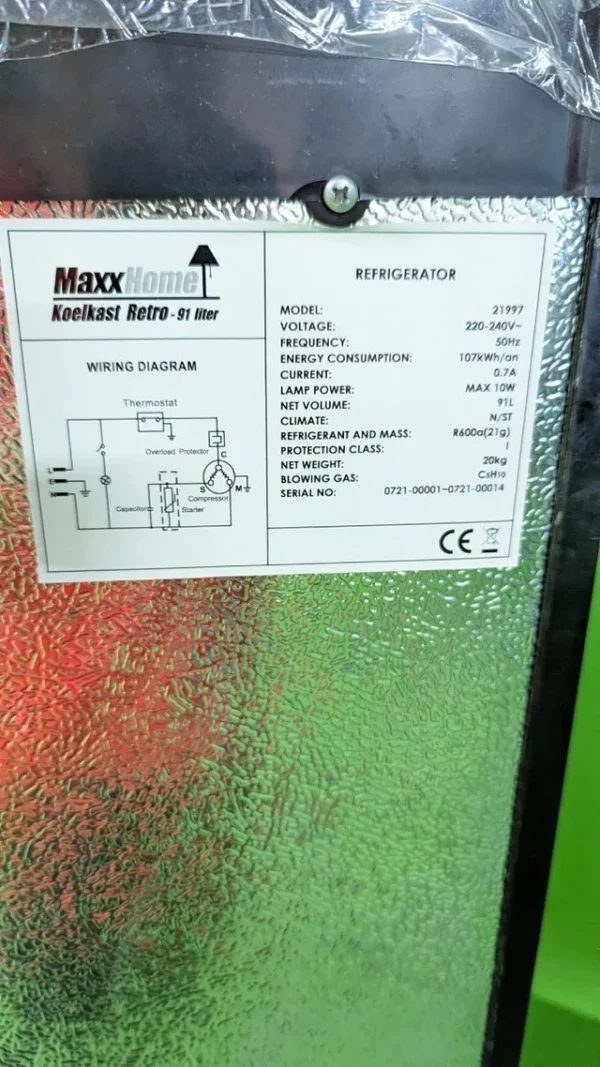 MaxxHome
Koelkast Retro - 91 liter
WIRING DIAGRAM
Thermostat
Overload Protector
C
S
M
Compressor
Capacitor
Starter
REFRIGERATOR
MODEL: 21997
VOLTAGE: 220-240V~
FREQUENCY: 50Hz
ENERGY CONSUMPTION: 107kWh/an
CURRENT: 0.7A
LAMP POWER: MAX 10W
NET VOLUME: 91L
CLIMATE: N/ST
REFRIGERANT AND MASS: R600a(21g)
PROTECTION CLASS: I
NET WEIGHT: 20kg
BLOWING GAS: C5H10
SERIAL NO: 0721-00001~0721-00014
CE